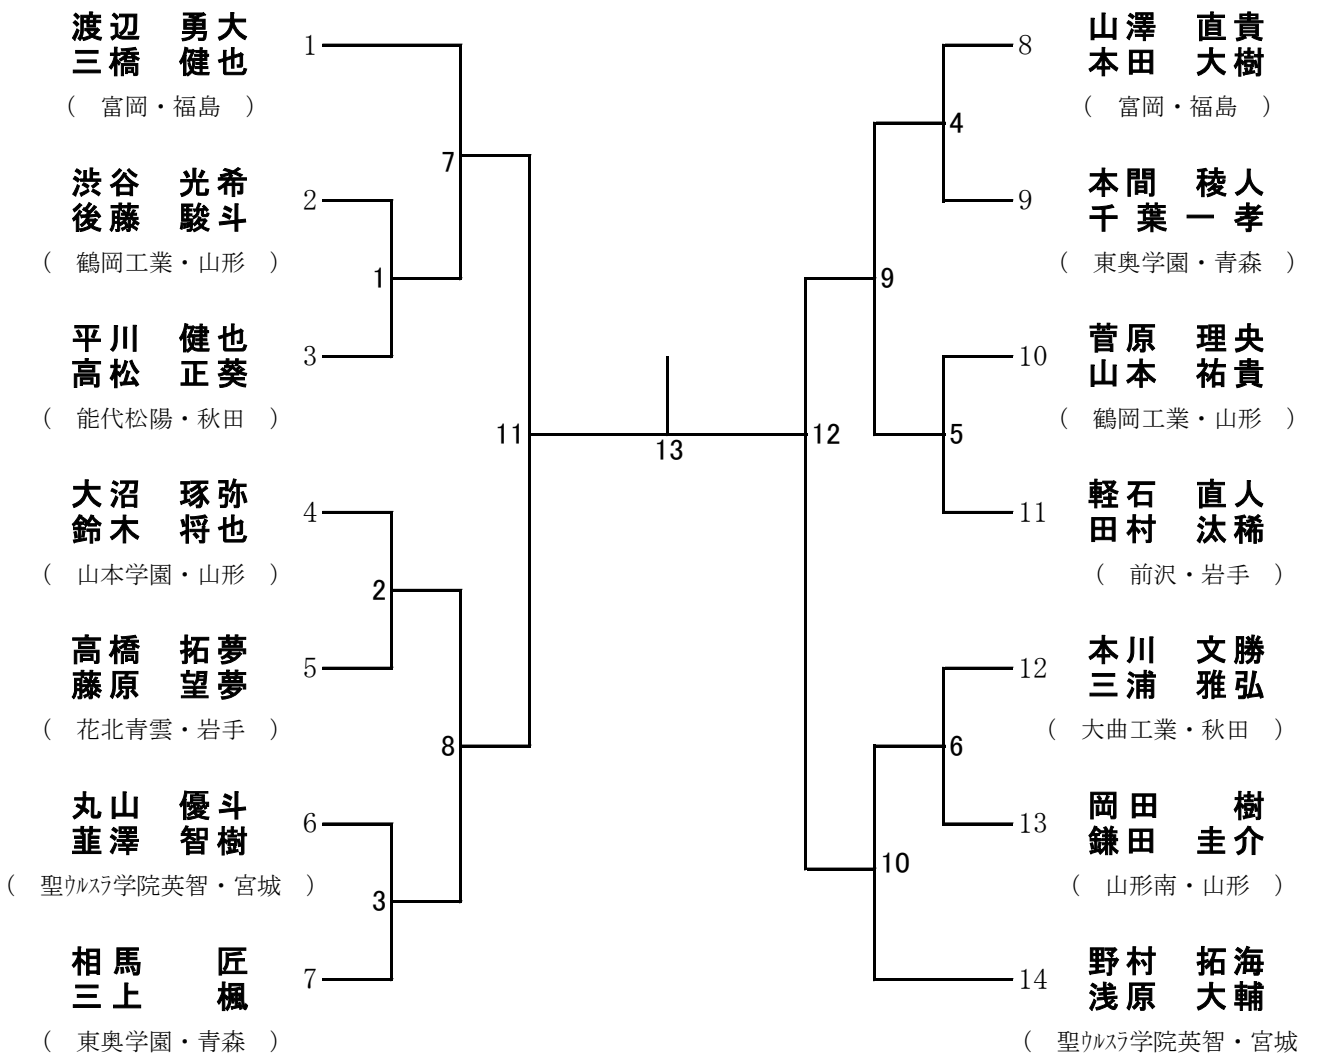 渡辺 勇大
三橋 健也
( 富岡・福島 )
1
渋谷 光希
後藤 駿斗
( 鶴岡工業・山形 )
2
平川 健也
高松 正葵
( 能代松陽・秋田 )
3
大沼 琢弥
鈴木 将也
( 山本学園・山形 )
4
高橋 拓夢
藤原 望夢
( 花北青雲・岩手 )
5
丸山 優斗
韮澤 智樹
( 聖ｳﾙｽﾗ学院英智・宮城 )
6
相馬 匠
三上 楓
( 東奥学園・青森 )
7
1
2
3
7
8
11
13
12
9
10
4
5
6
8
山澤 直貴
本田 大樹
( 富岡・福島 )
9
本間 稜人
千葉一孝
( 東奥学園・青森 )
10
菅原 理央
山本 祐貴
( 鶴岡工業・山形 )
11
軽石 直人
田村 汰稀
( 前沢・岩手 )
12
本川 文勝
三浦 雅弘
( 大曲工業・秋田 )
13
岡田 樹
鎌田 圭介
( 山形南・山形 )
14
野村 拓海
浅原 大輔
( 聖ｳﾙｽﾗ学院英智・宮城